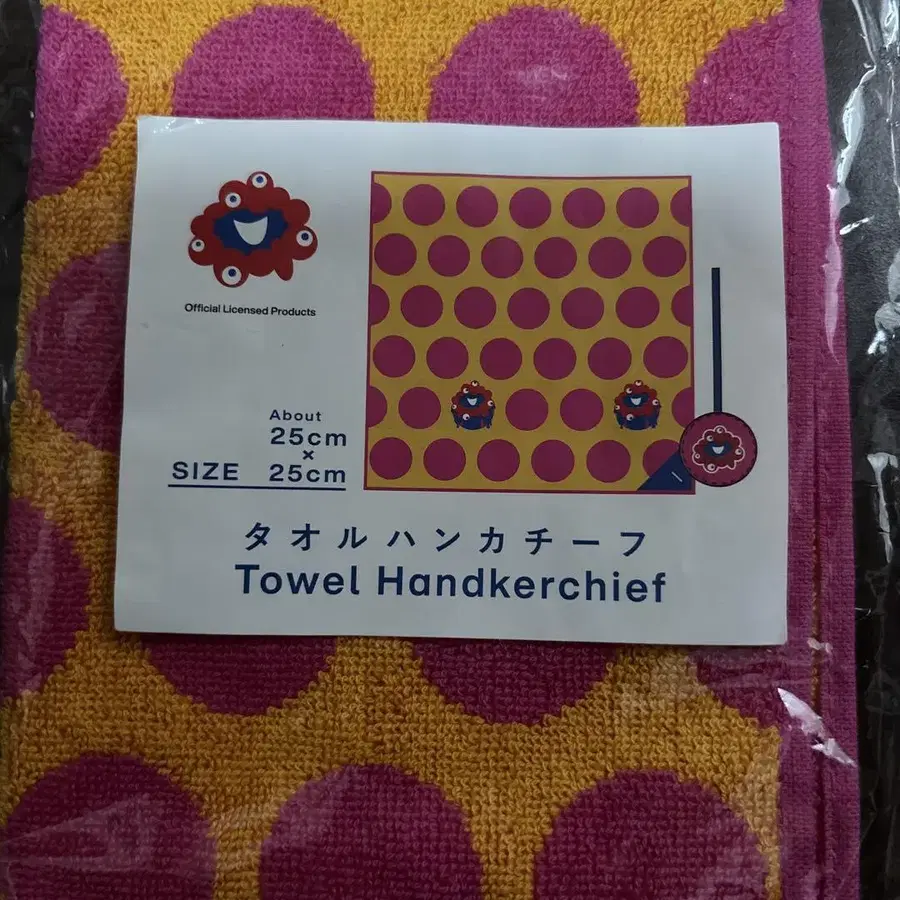 Official Licensed Products
About
25cm
×
SIZE 25cm
タオルハンカチーフ
Towel Handkerchief